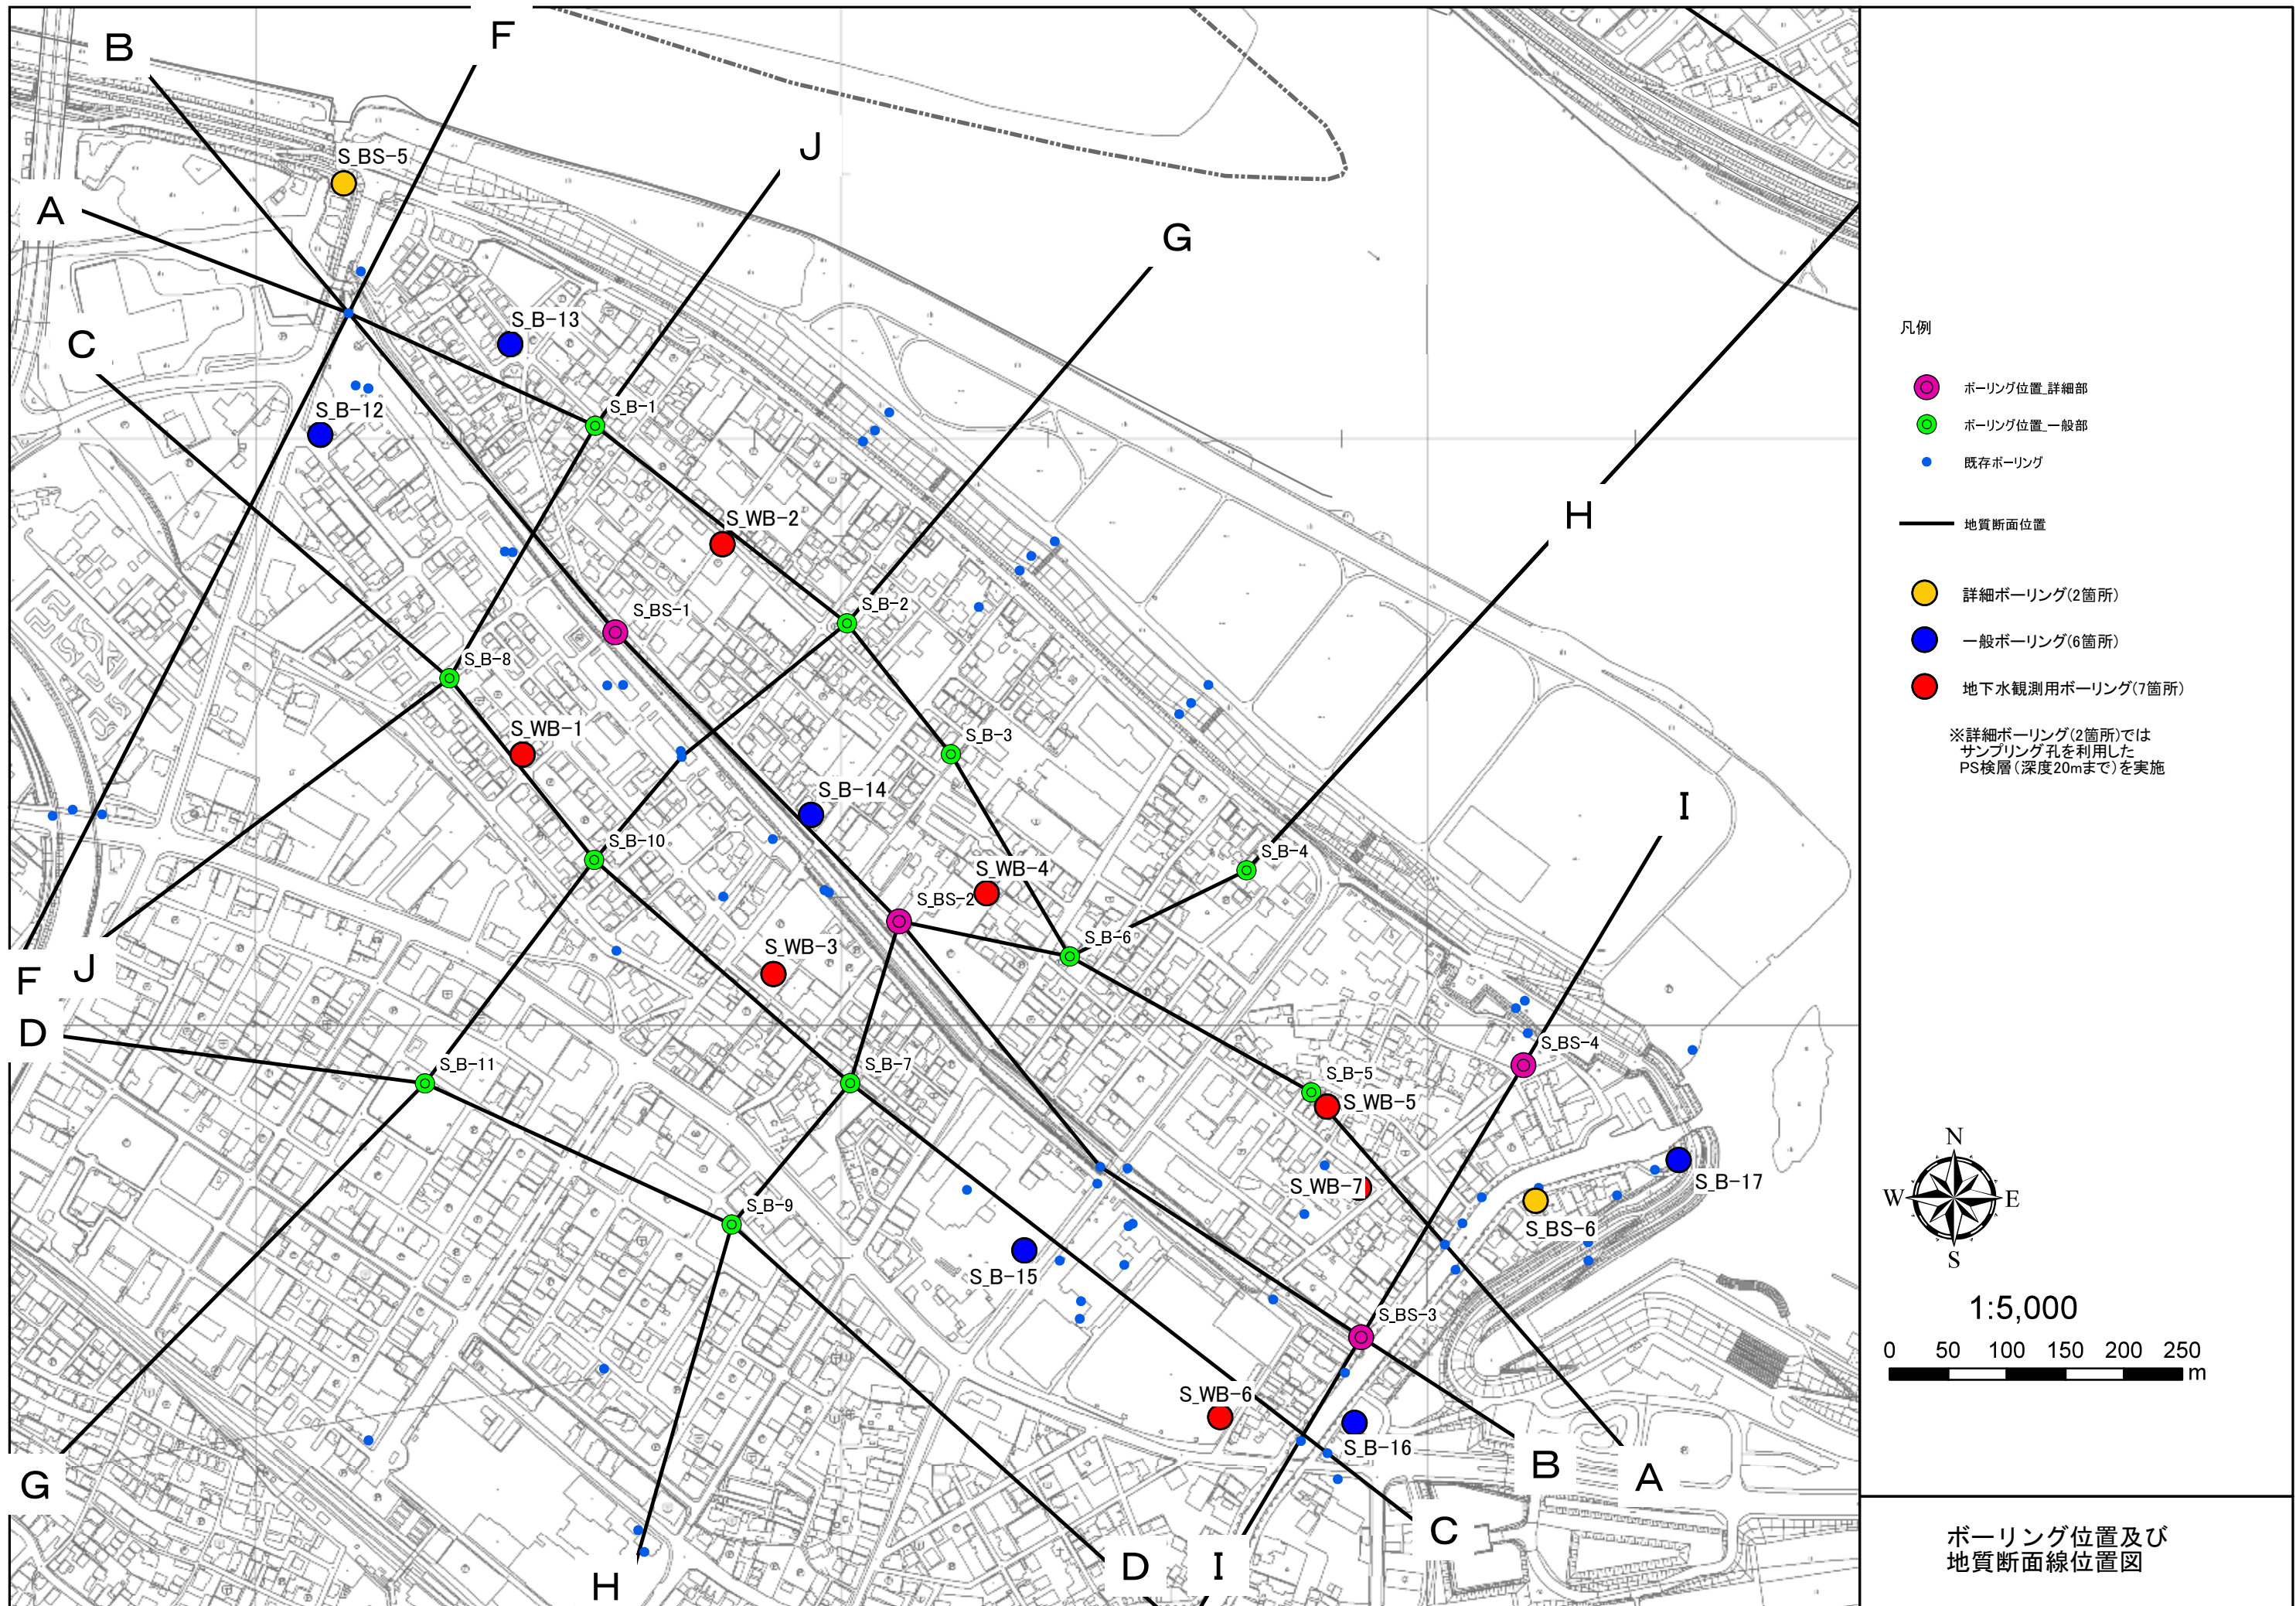 B
F
J
S_BS-5
A
G
S_B-13
C
S_B-12
S_B-1
H
S_WB-2
S_B-2
S_BS-1
S_B-8
S_WB-1
S_B-3
S_B-14
I
S_B-10
S_B-4
S_WB-4
S_BS-2
S_WB-3
S_B-6
F
J
D
S_BS-4
S_B-11
S_B-7
S_B-5
S_WB-5
S_WB-7
S_B-17
S_B-9
S_BS-6
S_B-15
S_BS-3
S_WB-6
S_B-16
G
B
A
C
H
D
I
凡例
ボーリング位置_詳細部
ボーリング位置_一般部
既存ボーリング
地質断面位置
詳細ボーリング(2箇所)
一般ボーリング(6箇所)
地下水観測用ボーリング(7箇所)
※詳細ボーリング(2箇所)では
サンプリング孔を利用した
PS検層(深度20mまで)を実施
N
W E
S
1:5,000
0 50 100 150 200 250
m
ボーリング位置及び
地質断面線位置図